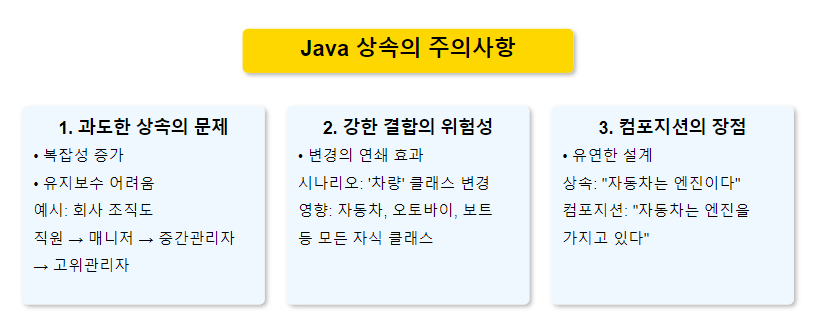 Java 상속의 주의사항
1. 과도한 상속의 문제
• 복잡성 증가
• 유지보수 어려움
예시: 회사 조직도
직원 → 매니저 → 중간관리자
→ 고위관리자
2. 강한 결합의 위험성
• 변경의 연쇄 효과
시나리오: '차량' 클래스 변경
영향: 자동차, 오토바이, 보트
등 모든 자식 클래스
3. 컴포지션의 장점
• 유연한 설계
상속: "자동차는 엔진이다"
컴포지션: "자동차는 엔진을
가지고 있다"